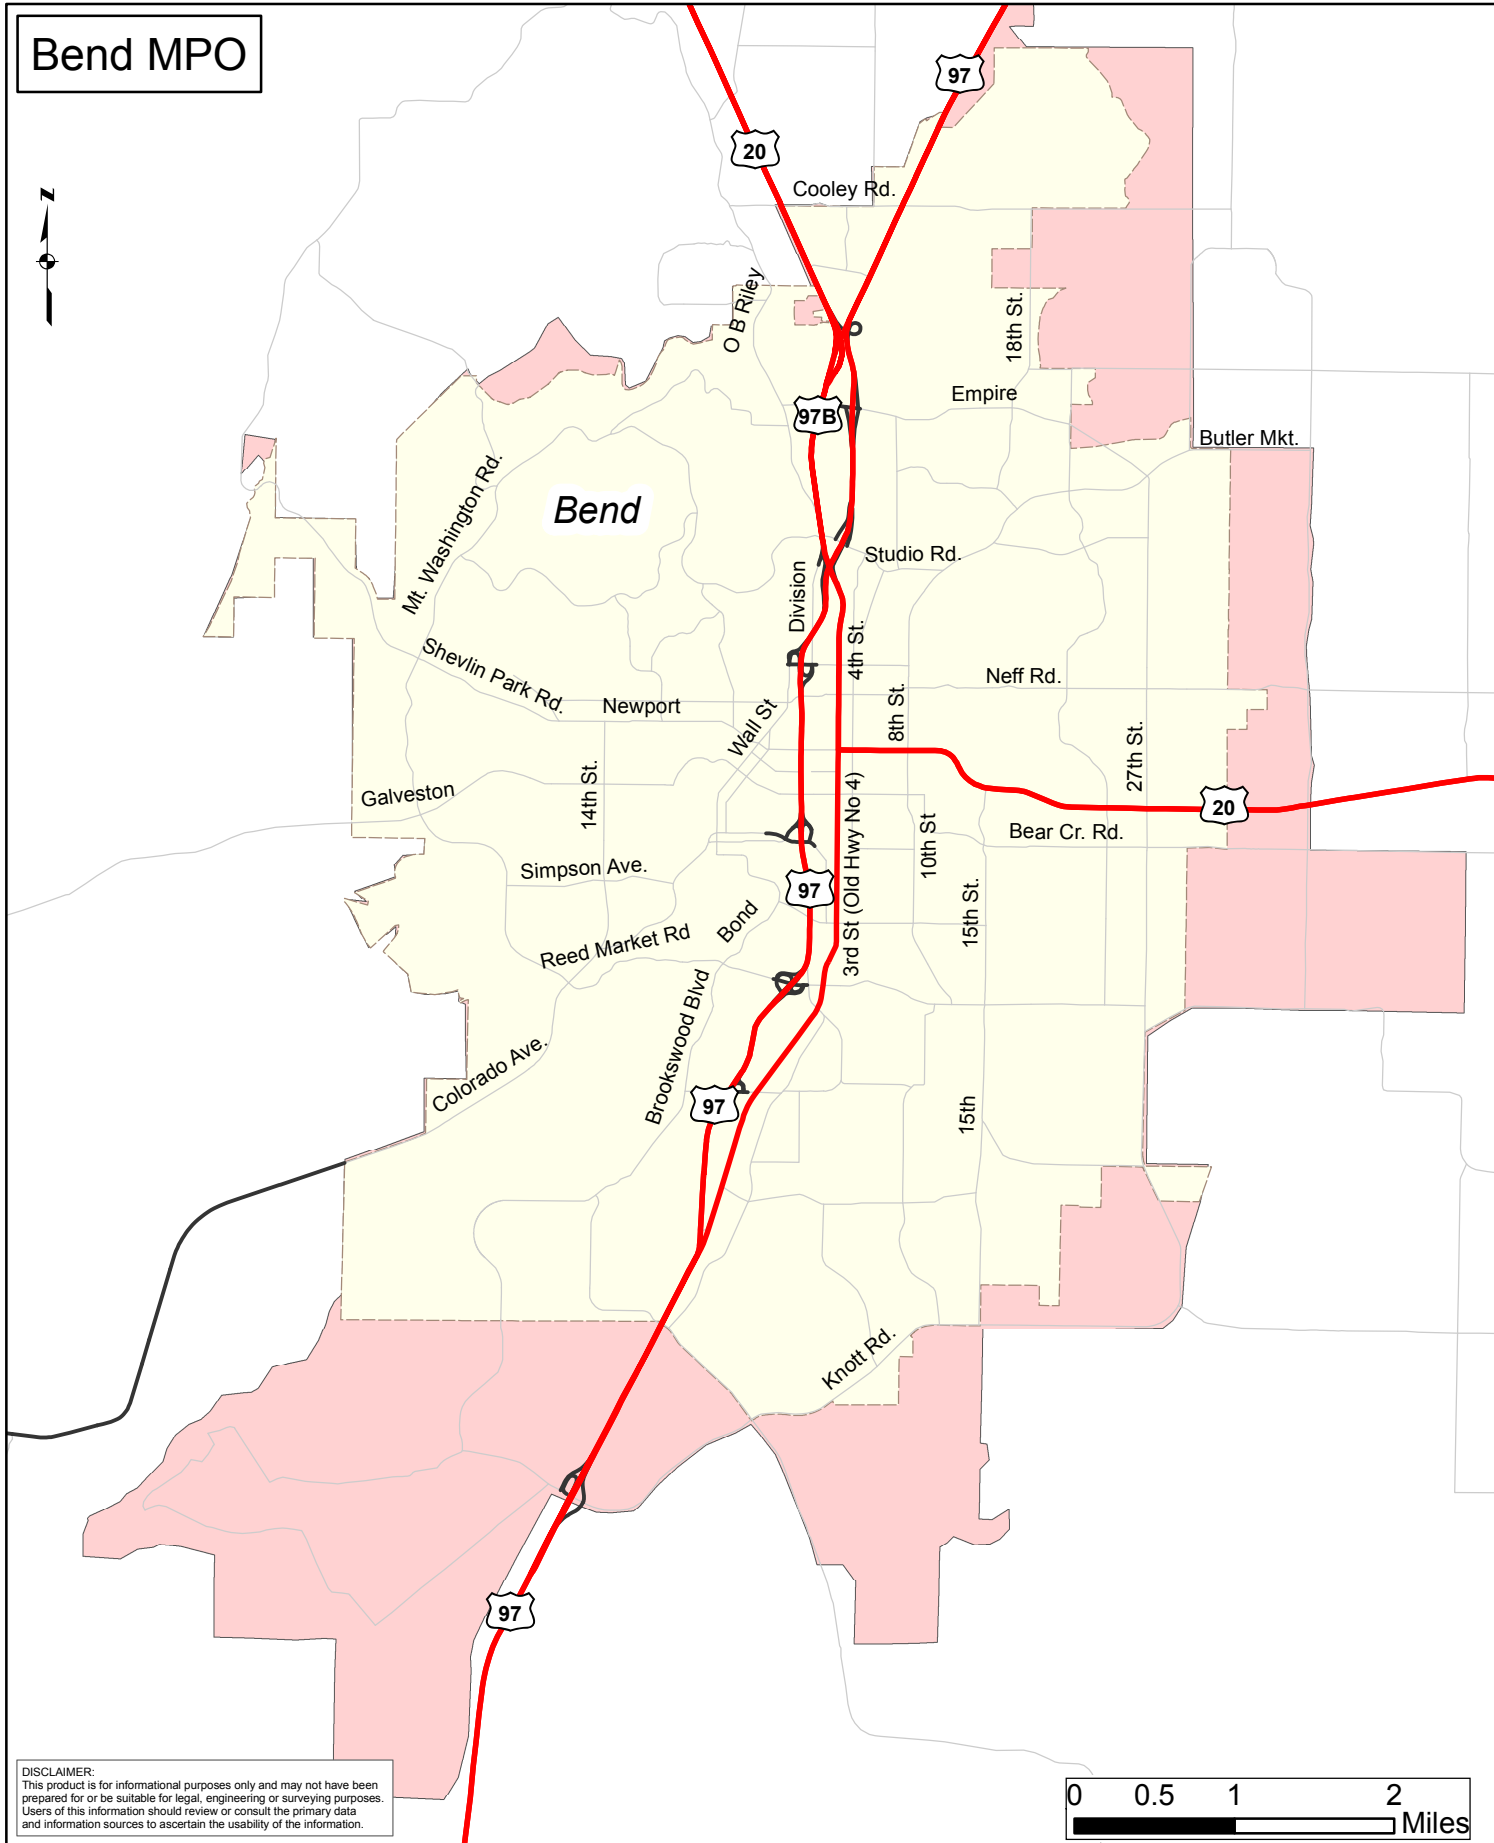 Bend MPO
97
20
Cooley Rd.
Z
O B Riley
18th St.
Empire
97B
Butler Mkt.
Mt. Washington Rd.
Bend
Studio Rd.
Division
4th St.
Shevlin Park Rd.
Neff Rd.
Newport
8th St.
Wall St
27th St.
14th St.
Galveston
20
3rd St (Old Hwy No 4)
10th St
Bear Cr. Rd.
Simpson Ave.
97
15th St.
Bond
Reed Market Rd
Brookswood Blvd
Colorado Ave.
97
15th
Knott Rd.
97
DISCLAIMER:
This product is for informational purposes only and may not have been
prepared for or be suitable for legal, engineering or surveying purposes.
Users of this information should review or consult the primary data
and information sources to ascertain the usability of the information.
0 0.5 1 2
Miles